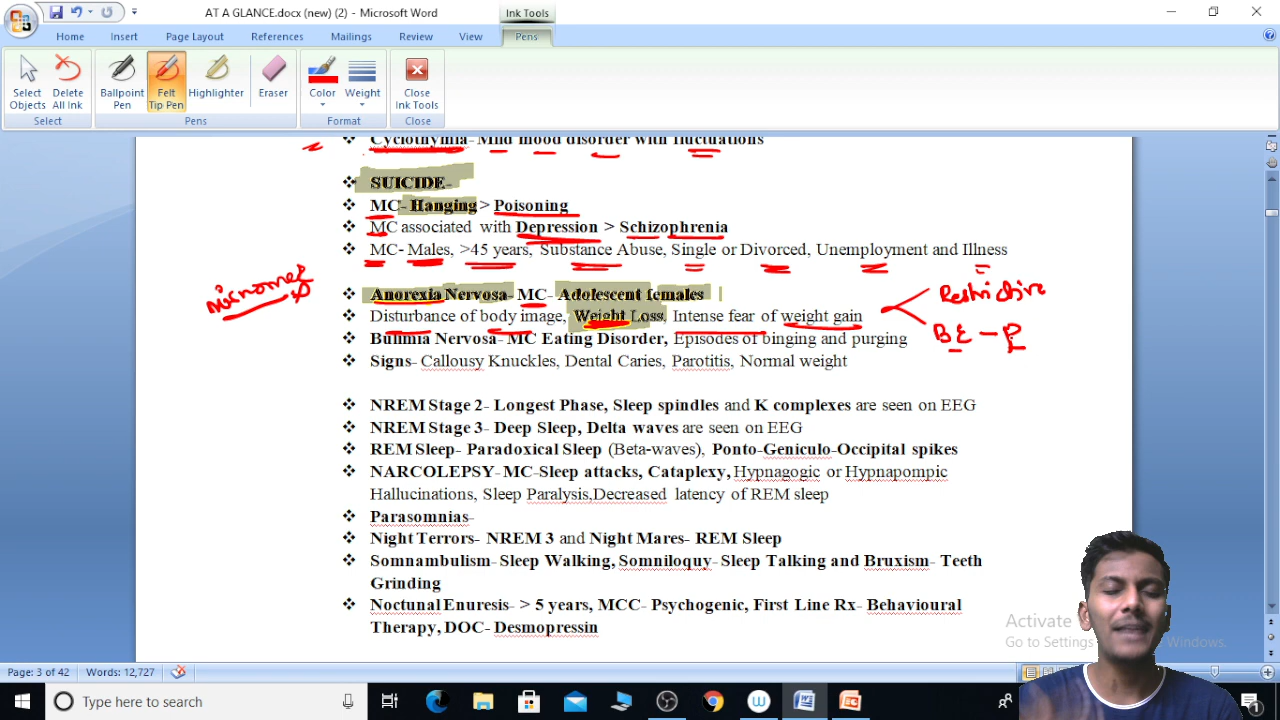 AT A GLANCE.docx (new) (2) - Microsoft Word
Ink Tools
Home Insert Page Layout References Mailings Review View Pens
Select Objects
Delete All Ink
Ballpoint Pen
Felt Tip Pen
Highlighter
Eraser
Color
Weight
Close Ink Tools
Select Pens Format Close
Cyclothymia- Mild mood disorder with fluctuations
SUICIDE-
MC- Hanging > Poisoning
MC associated with Depression > Schizophrenia
MC- Males, >45 years, Substance Abuse, Single or Divorced, Unemployment and Illness
Anorexia Nervosa- MC- Adolescent females
Restrictive
Disturbance of body image, Weight Loss, Intense fear of weight gain
BE - P
Bulimia Nervosa- MC Eating Disorder, Episodes of binging and purging
Signs- Callousy Knuckles, Dental Caries, Parotitis, Normal weight
NREM Stage 2- Longest Phase, Sleep spindles and K complexes are seen on EEG
NREM Stage 3- Deep Sleep, Delta waves are seen on EEG
REM Sleep- Paradoxical Sleep (Beta-waves), Ponto-Geniculo-Occipital spikes
NARCOLEPSY- MC-Sleep attacks, Cataplexy, Hypnagogic or Hypnapompic
Hallucinations, Sleep Paralysis,Decreased latency of REM sleep
Parasomnias-
Night Terrors- NREM 3 and Night Mares- REM Sleep
Somnambulism- Sleep Walking, Somniloquy- Sleep Talking and Bruxism- Teeth
Grinding
Noctunal Enuresis- > 5 years, MCC- Psychogenic, First Line Rx- Behavioural
Therapy, DOC- Desmopressin
Activate
Go to Settings Windows.
Page: 3 of 42 Words: 12,727
Type here to search